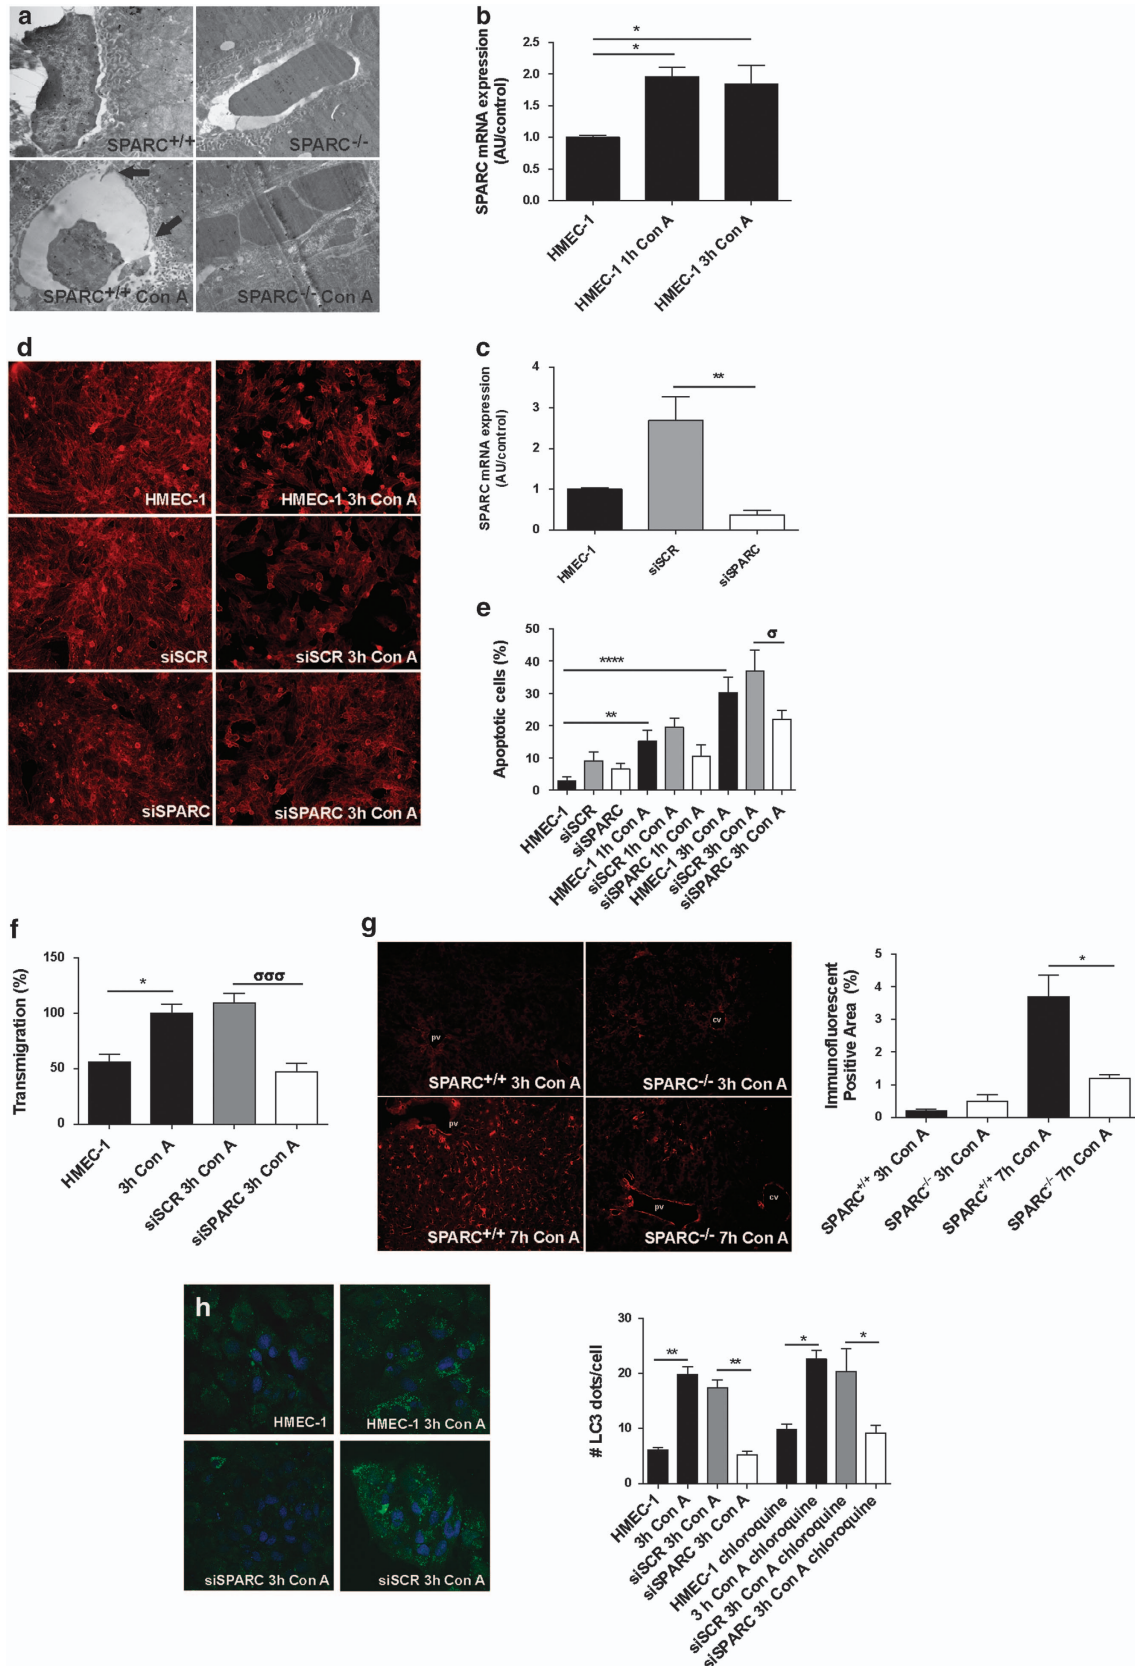 a
SPARC+/+
SPARC-/-
SPARC+/+ Con A
SPARC-/- Con A
b
SPARC mRNA expression
(AU/control)
2.5
2.0
1.5
1.0
0.5
0.0
*
*
HMEC-1
HMEC-1 1h Con A
HMEC-1 3h Con A
d
HMEC-1
HMEC-1 3h Con A
siSCR
siSCR 3h Con A
siSPARC
siSPARC 3h Con A
c
SPARC mRNA expression
(AU/control)
4
3
2
1
0
**
HMEC-1
siSCR
siSPARC
e
Apoptotic cells (%)
50
40
30
20
10
0
**
****
σ
HMEC-1
siSCR
siSPARC
HMEC-1 1h Con A
siSCR 1h Con A
siSPARC 1h Con A
HMEC-1 3h Con A
siSCR 3h Con A
siSPARC 3h Con A
f
Transmigration (%)
150
100
50
0
*
σσσ
HMEC-1
3h Con A
siSCR 3h Con A
siSPARC 3h Con A
g
pv
SPARC+/+ 3h Con A
cv
SPARC-/- 3h Con A
pv
SPARC+/+ 7h Con A
pv
cv
SPARC-/- 7h Con A
Immunofluorescent
Positive Area (%)
5
4
3
2
1
0
*
SPARC+/+ 3h Con A
SPARC-/- 3h Con A
SPARC+/+ 7h Con A
SPARC-/- 7h Con A
h
HMEC-1
HMEC-1 3h Con A
siSPARC 3h Con A
siSCR 3h Con A
# LC3 dots/cell
30
20
10
0
**
**
*
*
HMEC-1
3h Con A
siSCR 3h Con A
siSPARC 3h Con A
HMEC-1 chloroquine
3 h Con A chloroquine
siSCR 3h Con A chloroquine
siSPARC 3h Con A chloroquine